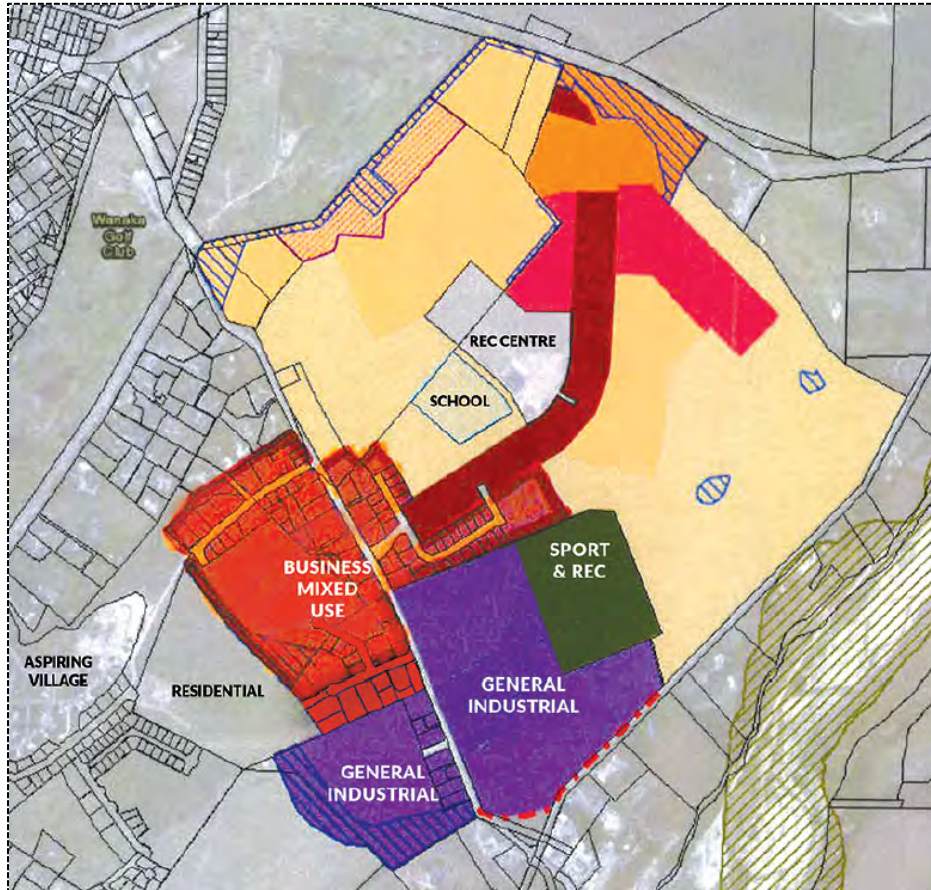 Wanaka
Golf
Club
REC CENTRE
SCHOOL
BUSINESS
MIXED
USE
SPORT
& REC
ASPIRING
VILLAGE
RESIDENTIAL
GENERAL
INDUSTRIAL
GENERAL
INDUSTRIAL